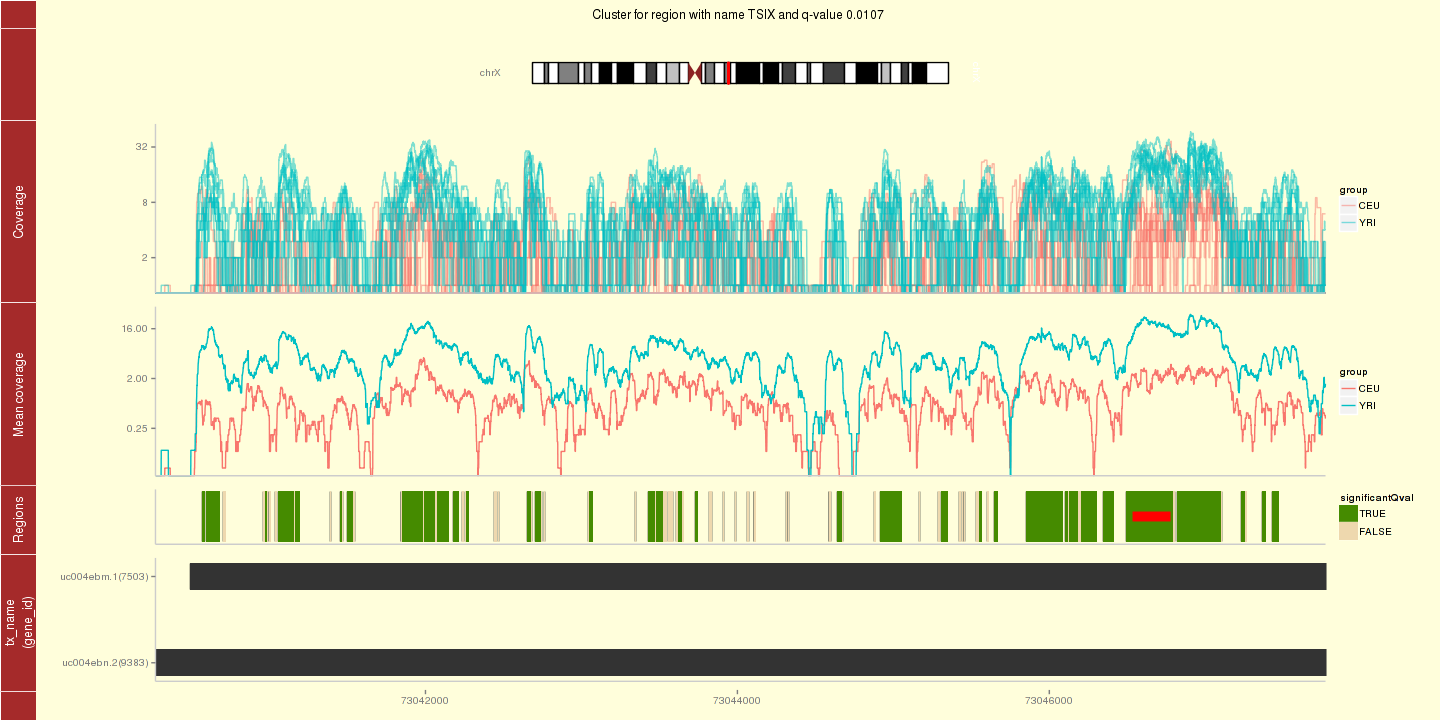 Cluster for region with name TSIX and q-value 0.0107
chrX
Coverage
32
8
2
group
CEU
YRI
Mean coverage
16.00
2.00
0.25
group
CEU
YRI
Regions
significantQval
TRUE
FALSE
tx_name
(gene_id)
uc004ebm.1(7503)
uc004ebn.2(9383)
73042000
73044000
73046000